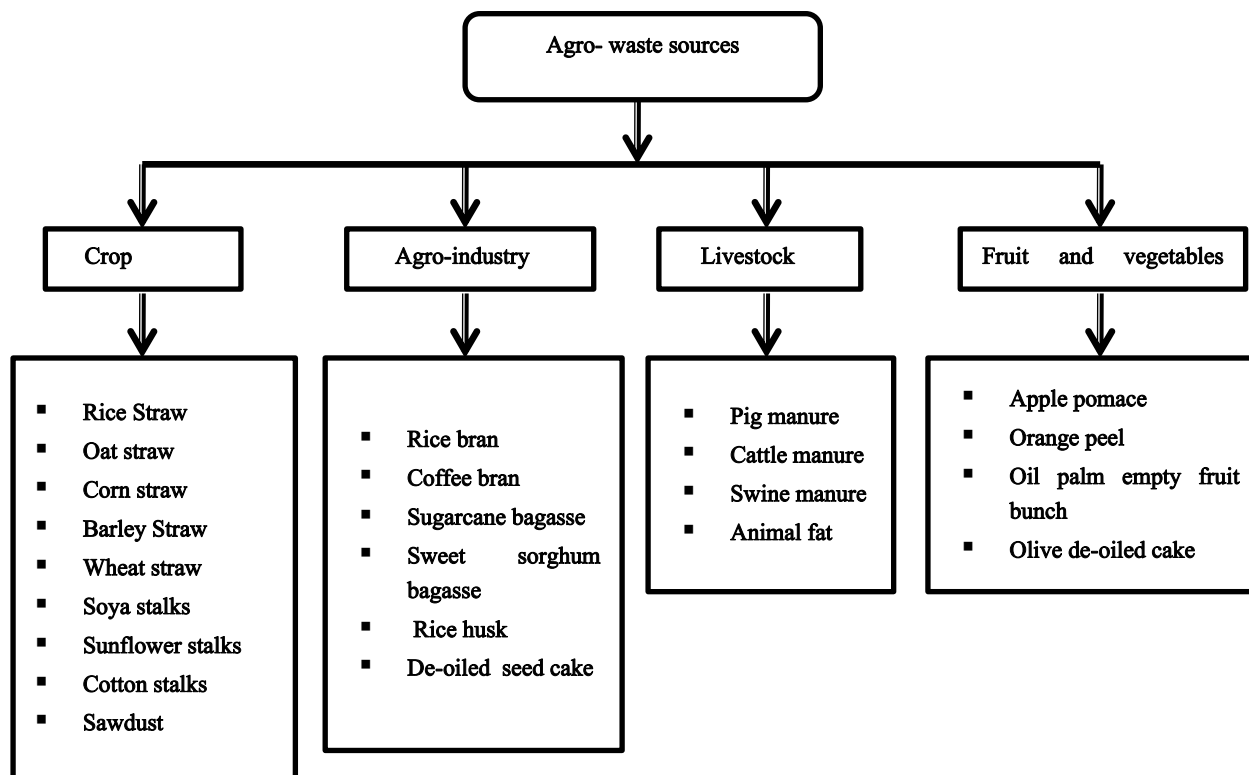 Agro- waste sources
Crop
Agro-industry
Livestock
Fruit and vegetables
Rice Straw
Oat straw
Corn straw
Barley Straw
Wheat straw
Soya stalks
Sunflower stalks
Cotton stalks
Sawdust
Rice bran
Coffee bran
Sugarcane bagasse
Sweet sorghum
bagasse
Rice husk
De-oiled seed cake
Pig manure
Cattle manure
Swine manure
Animal fat
Apple pomace
Orange peel
Oil palm empty fruit
bunch
Olive de-oiled cake